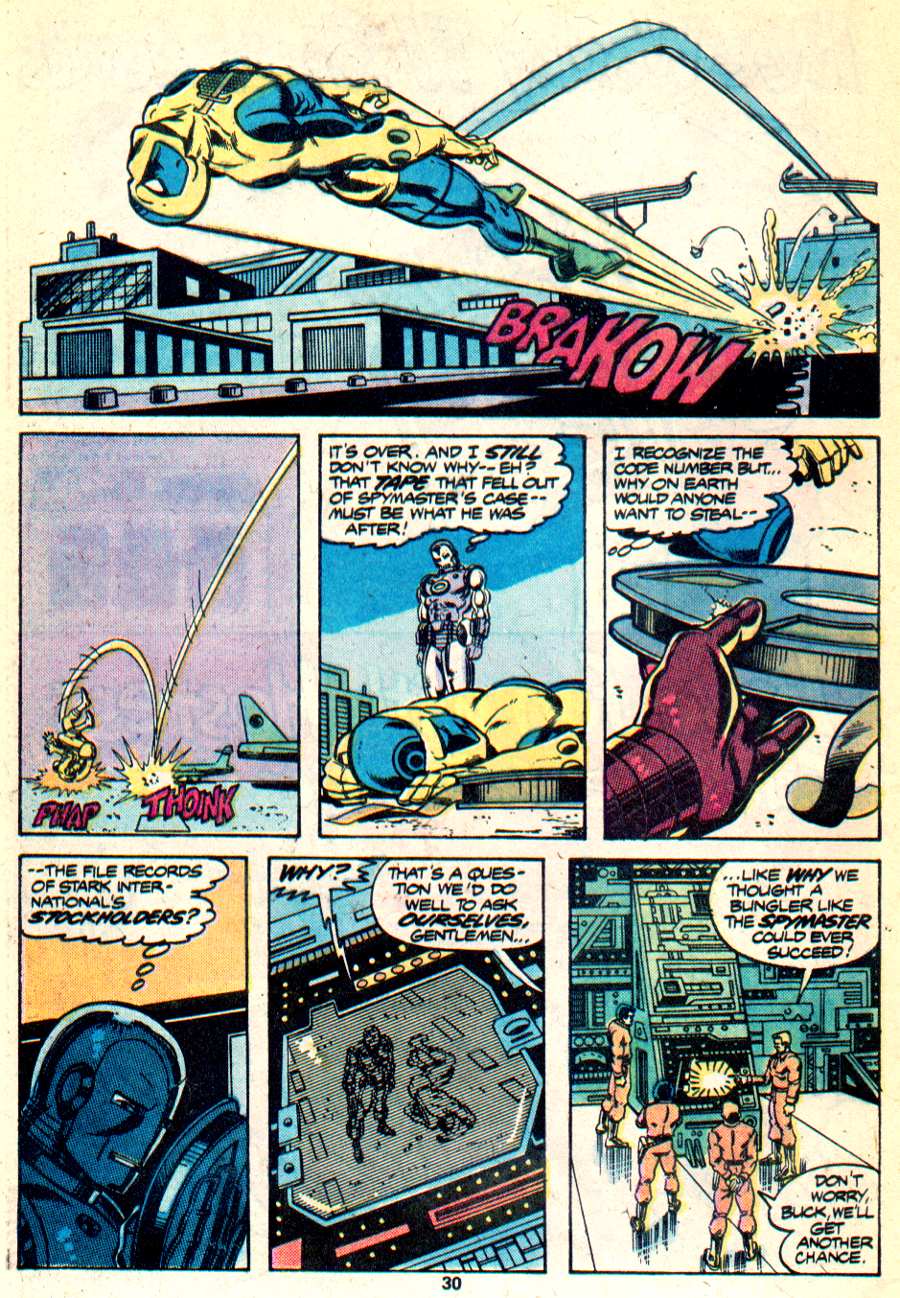 BRAKOW
PWAP
THOINK
IT'S OVER. AND I STILL
DON'T KNOW WHY-- EH?
THAT TAPE THAT FELL OUT
OF SPYMASTER'S CASE--
MUST BE WHAT HE WAS
AFTER!
I RECOGNIZE THE
CODE NUMBER BUT...
WHY ON EARTH
WOULD ANYONE
WANT TO STEAL--
--THE FILE RECORDS
OF STARK INTER-
NATIONAL'S
STOCKHOLDERS?
WHY?
THAT'S A QUES-
TION WE'D DO
WELL TO ASK
OURSELVES,
GENTLEMEN...
...LIKE WHY WE
THOUGHT A
BUNGLER LIKE
THE SPYMASTER
COULD EVER
SUCCEED!
DON'T
WORRY,
BUCK, WE'LL
GET
ANOTHER
CHANCE.
30